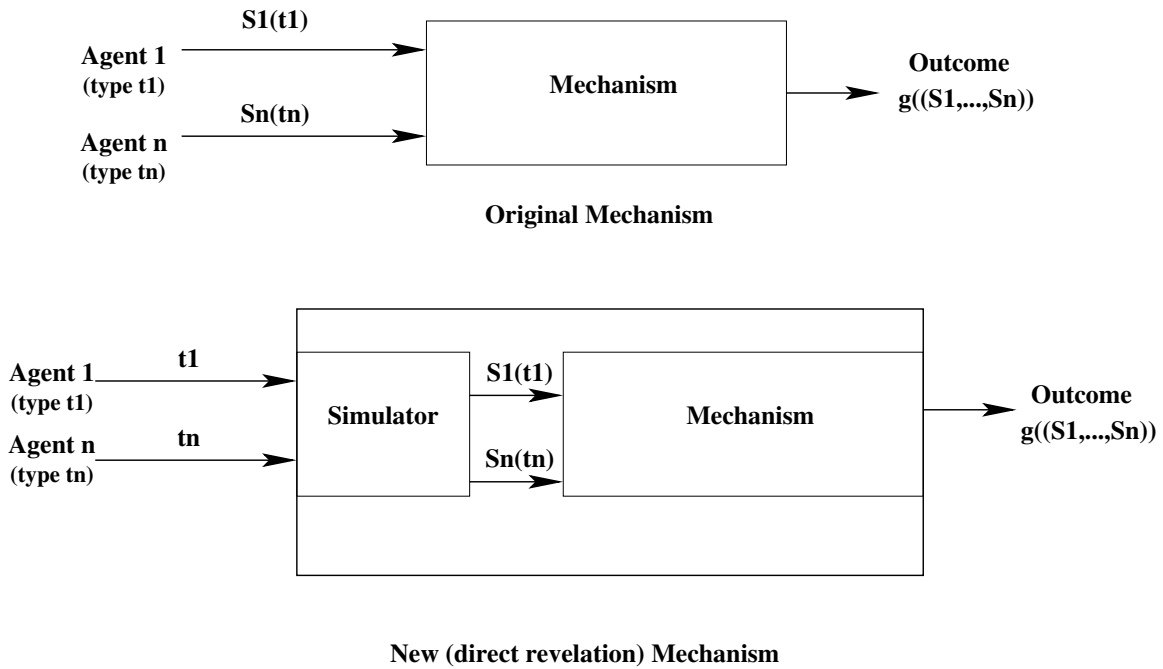 S1(t1)
Agent 1
(type t1)
Sn(tn)
Agent n
(type tn)
Mechanism
Outcome
g((S1,...,Sn))
Original Mechanism
t1
Agent 1
(type t1)
tn
Agent n
(type tn)
Simulator
S1(t1)
Sn(tn)
Mechanism
Outcome
g((S1,...,Sn))
New (direct revelation) Mechanism